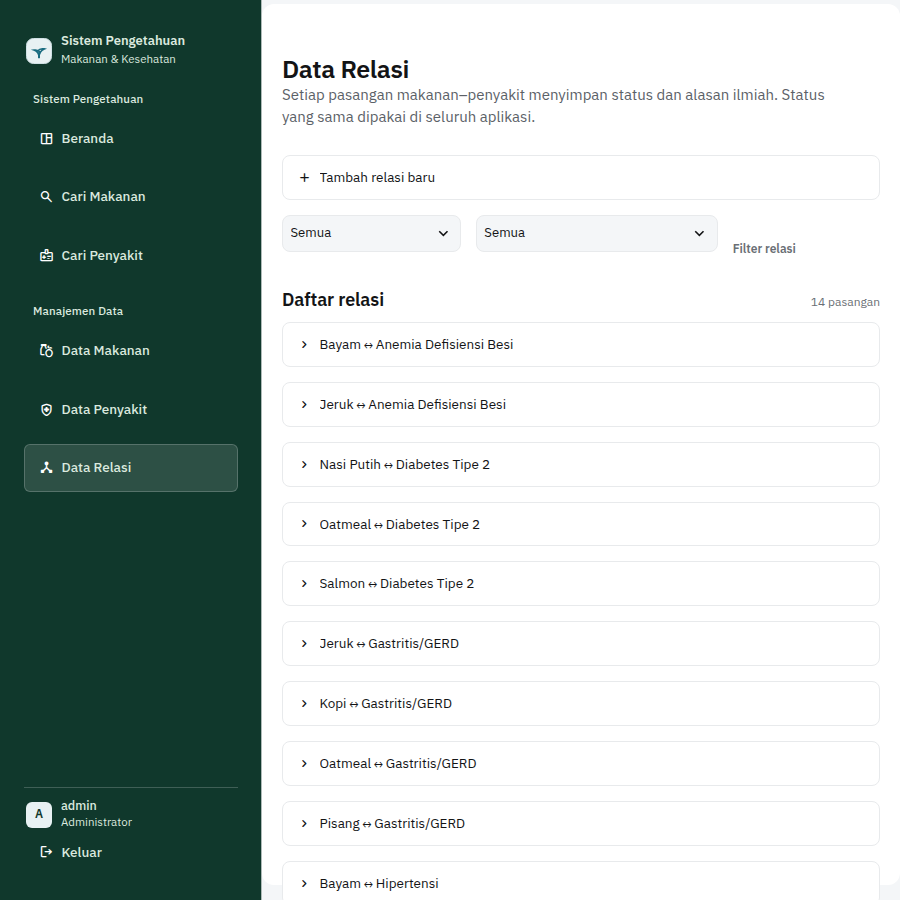 Sistem Pengetahuan
Makanan & Kesehatan
Sistem Pengetahuan
Beranda
Cari Makanan
Cari Penyakit
Manajemen Data
Data Makanan
Data Penyakit
Data Relasi
A
admin
Administrator
Keluar
Data Relasi
Setiap pasangan makanan–penyakit menyimpan status dan alasan ilmiah. Status
yang sama dipakai di seluruh aplikasi.
Tambah relasi baru
Semua
Semua
Filter relasi
Daftar relasi
14 pasangan
Bayam ↔ Anemia Defisiensi Besi
Jeruk ↔ Anemia Defisiensi Besi
Nasi Putih ↔ Diabetes Tipe 2
Oatmeal ↔ Diabetes Tipe 2
Salmon ↔ Diabetes Tipe 2
Jeruk ↔ Gastritis/GERD
Kopi ↔ Gastritis/GERD
Oatmeal ↔ Gastritis/GERD
Pisang ↔ Gastritis/GERD
Bayam ↔ Hipertensi